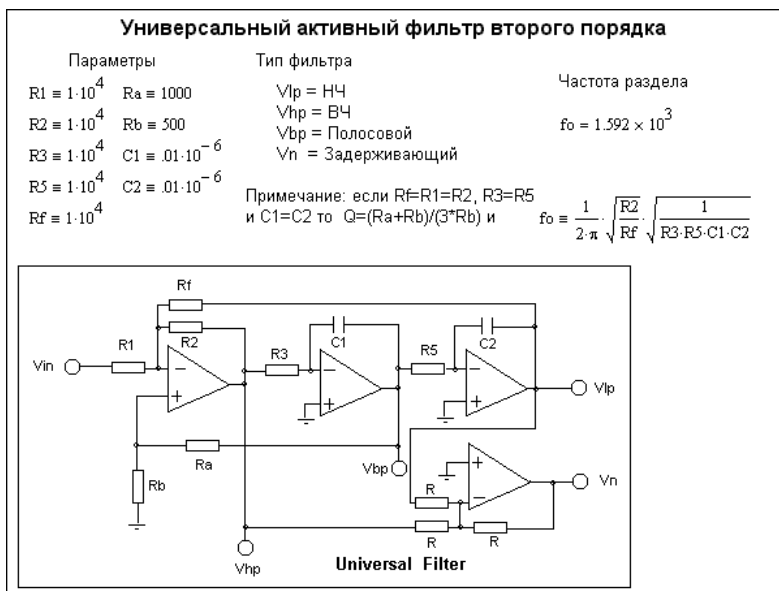 Универсальный активный фильтр второго порядка
Параметры
Тип фильтра
Частота раздела
R1 ≡ 1·10^4 Ra ≡ 1000
R2 ≡ 1·10^4 Rb ≡ 500
R3 ≡ 1·10^4 C1 ≡ .01·10^-6
R5 ≡ 1·10^4 C2 ≡ .01·10^-6
Rf ≡ 1·10^4
Vlp = НЧ
Vhp = ВЧ
Vbp = Полосовой
Vn = Задерживающий
fo = 1.592 × 10^3
Примечание: если Rf=R1=R2, R3=R5
и C1=C2 то Q=(Ra+Rb)/(3*Rb) и
fo ≡ 1/(2·π)·√(R2/Rf)·√(1/(R3·R5·C1·C2))
Rf
R1
R2
R3
C1
R5
C2
Vin
Vlp
Ra
Vbp
Rb
R
Vn
R
R
Vhp
Universal Filter